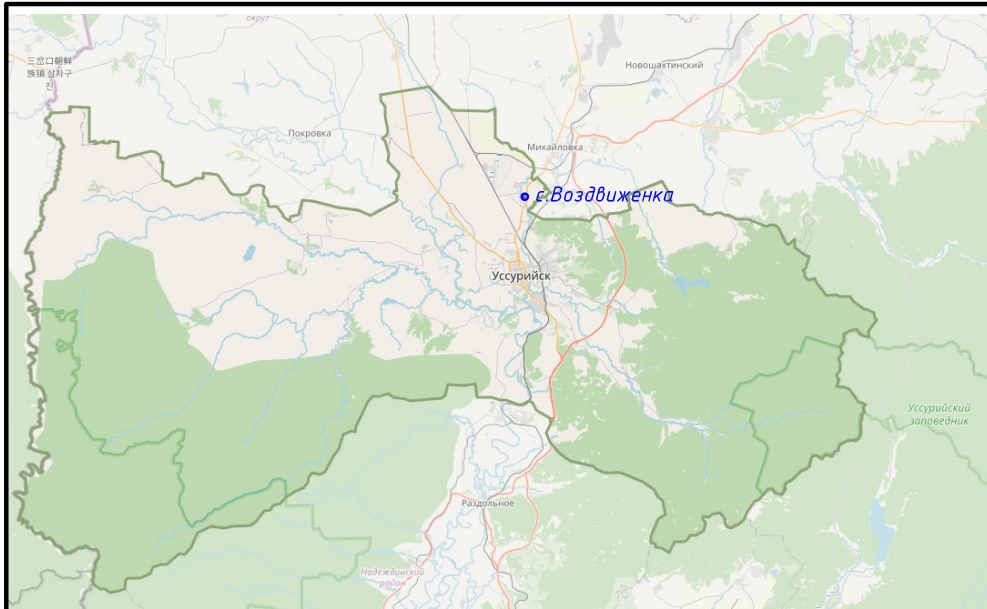 округ
三岔口朝鲜
族镇 삼차구
진
Новошахтинский
Покровка
Михайловка
с.Воздвиженка
Уссурийск
Уссурийский
заповедник
Раздольное
Надеждинский
район